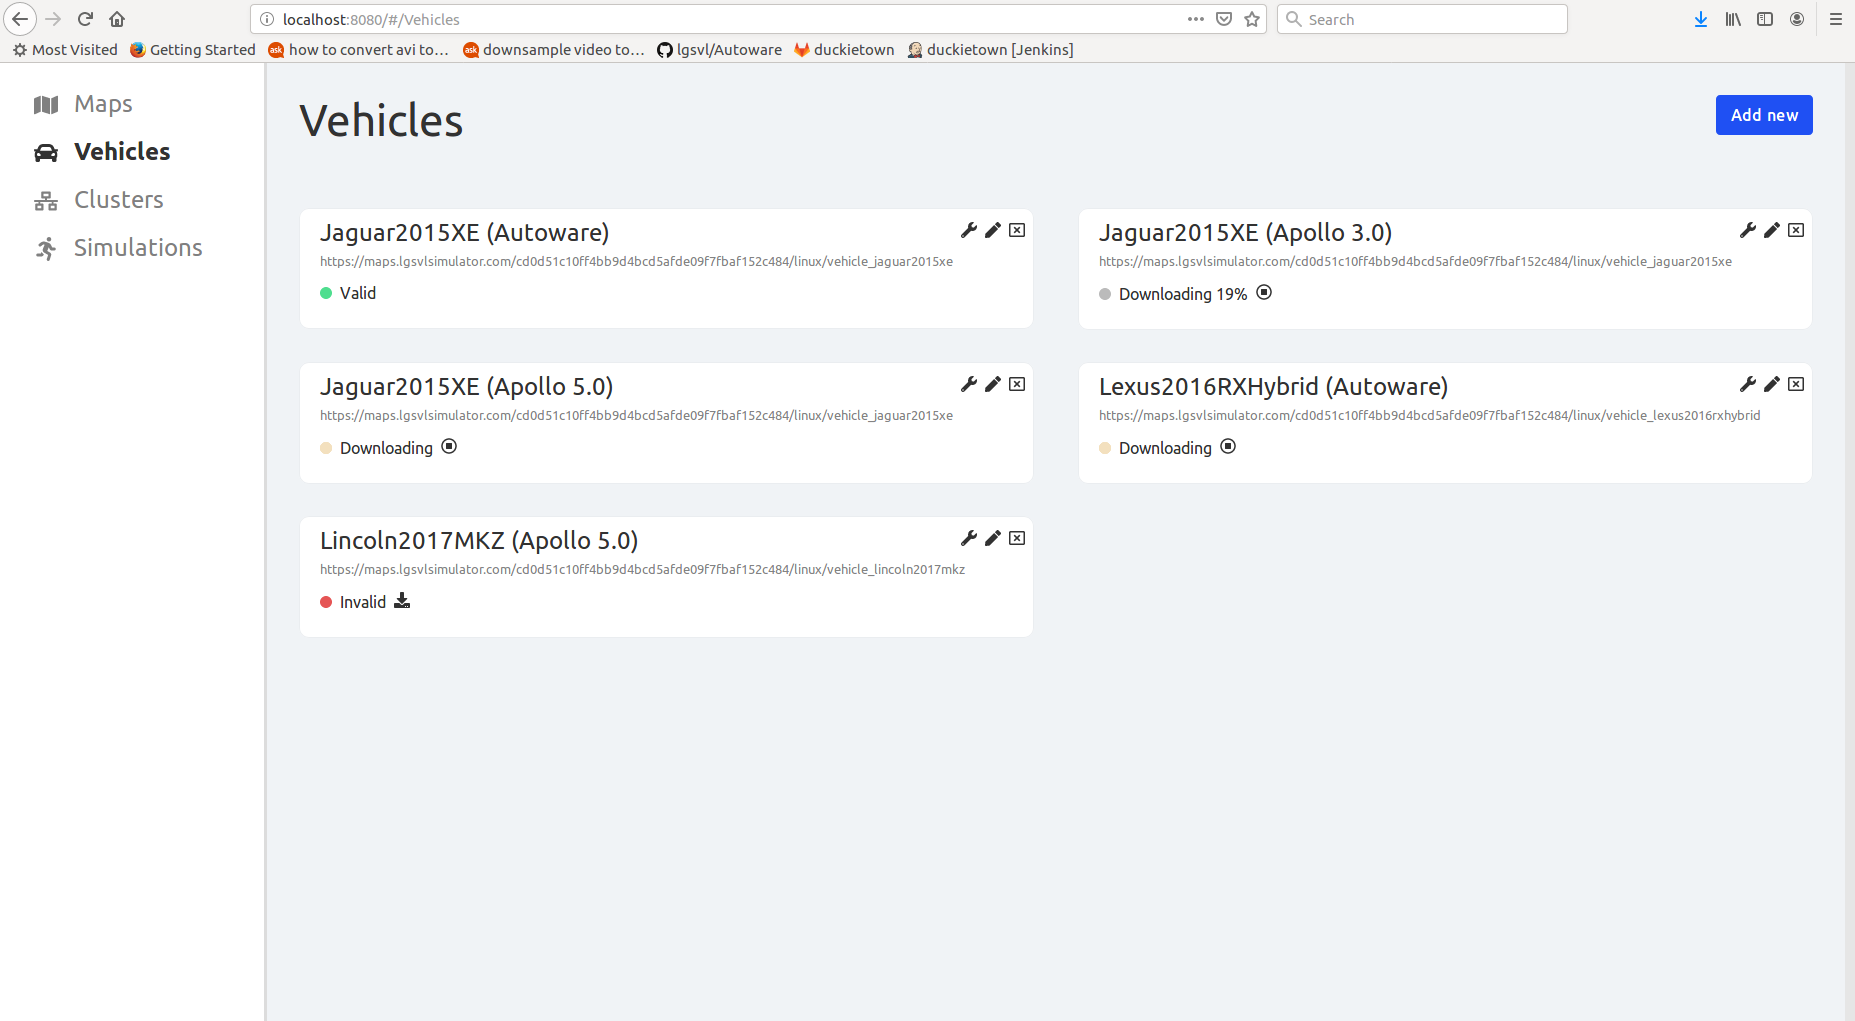 localhost:8080/#/Vehicles
Search
Most Visited
Getting Started
how to convert avi to…
downsample video to…
lgsvl/Autoware
duckietown
duckietown [Jenkins]
Maps
Vehicles
Clusters
Simulations
Vehicles
Add new
Jaguar2015XE (Autoware)
https://maps.lgsvlsimulator.com/cd0d51c10ff4bb9d4bcd5afde09f7fbaf152c484/linux/vehicle_jaguar2015xe
Valid
Jaguar2015XE (Apollo 3.0)
https://maps.lgsvlsimulator.com/cd0d51c10ff4bb9d4bcd5afde09f7fbaf152c484/linux/vehicle_jaguar2015xe
Downloading 19%
Jaguar2015XE (Apollo 5.0)
https://maps.lgsvlsimulator.com/cd0d51c10ff4bb9d4bcd5afde09f7fbaf152c484/linux/vehicle_jaguar2015xe
Downloading
Lexus2016RXHybrid (Autoware)
https://maps.lgsvlsimulator.com/cd0d51c10ff4bb9d4bcd5afde09f7fbaf152c484/linux/vehicle_lexus2016rxhybrid
Downloading
Lincoln2017MKZ (Apollo 5.0)
https://maps.lgsvlsimulator.com/cd0d51c10ff4bb9d4bcd5afde09f7fbaf152c484/linux/vehicle_lincoln2017mkz
Invalid